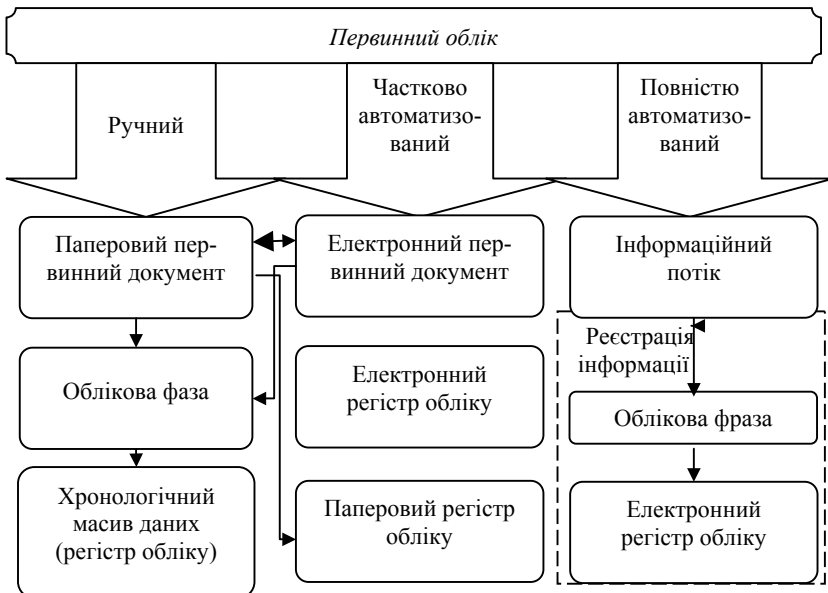 Первинний облік
Ручний
Частково
автоматизо-
ваний
Повністю
автоматизо-
ваний
Паперовий пер-
винний документ
Електронний пер-
винний документ
Інформаційний
потік
Облікова фаза
Електронний
регістр обліку
Реєстрація
інформації
Облікова фраза
Хронологічний
масив даних
(регістр обліку)
Паперовий регістр
обліку
Електронний
регістр обліку